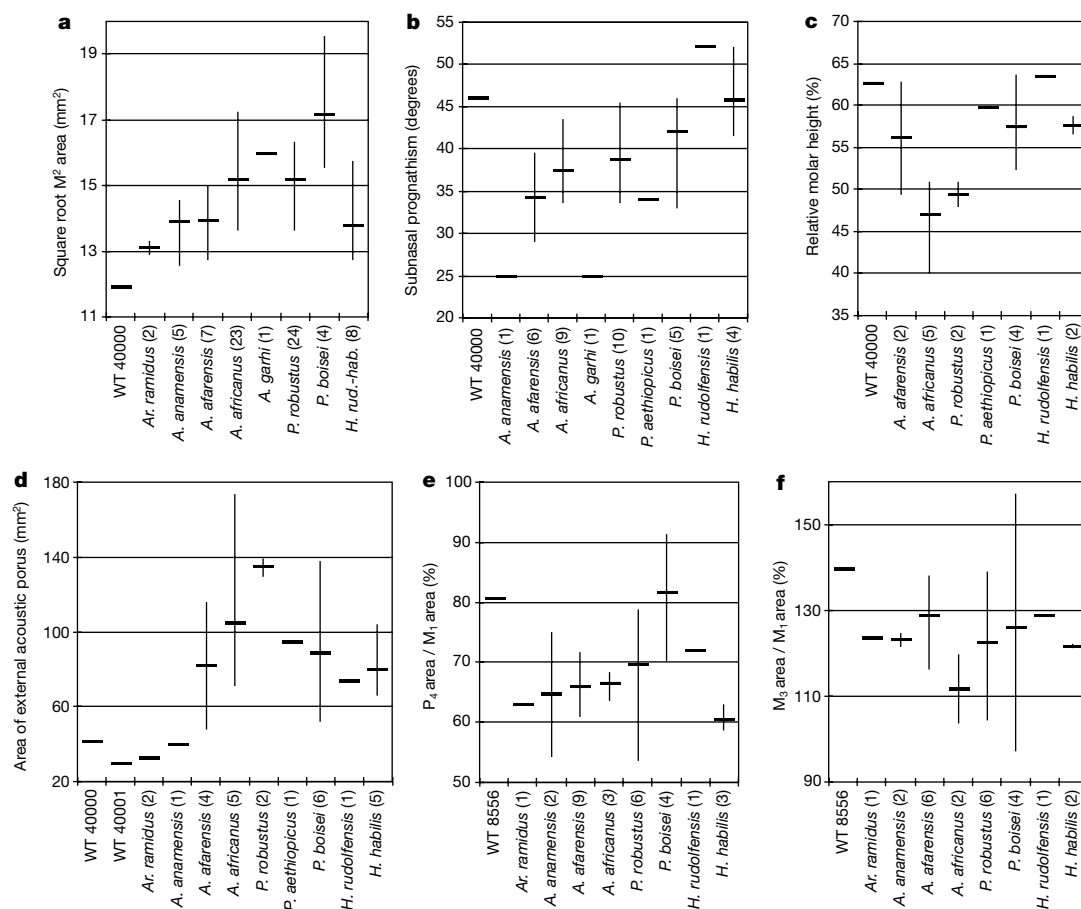 a
Square root M² area (mm²)
19
17
15
13
11
WT 40000
Ar. ramidus (2)
A. anamensis (5)
A. afarensis (7)
A. africanus (23)
A. garhi (1)
P. robustus (24)
P. boisei (4)
H. rud.-hab. (8)
b
Subnasal prognathism (degrees)
55
50
45
40
35
30
25
20
WT 40000
A. anamensis (1)
A. afarensis (6)
A. africanus (9)
A. garhi (1)
P. robustus (10)
P. aethiopicus (1)
P. boisei (5)
H. rudolfensis (1)
H. habilis (4)
c
Relative molar height (%)
70
65
60
55
50
45
40
35
WT 40000
A. afarensis (2)
A. africanus (5)
P. robustus (2)
P. aethiopicus (1)
P. boisei (4)
H. rudolfensis (1)
H. habilis (2)
d
Area of external acoustic porus (mm²)
180
140
100
60
20
WT 40000
WT 40001
Ar. ramidus (2)
A. anamensis (1)
A. afarensis (4)
A. africanus (5)
P. robustus (2)
P. aethiopicus (1)
P. boisei (6)
H. rudolfensis (1)
H. habilis (5)
e
P₄ area / M₁ area (%)
100
90
80
70
60
50
WT 8556
Ar. ramidus (1)
A. anamensis (2)
A. afarensis (9)
A. africanus (3)
P. robustus (6)
P. boisei (4)
H. rudolfensis (1)
H. habilis (3)
f
M₃ area / M₁ area (%)
150
130
110
90
WT 8556
Ar. ramidus (1)
A. anamensis (2)
A. afarensis (6)
A. africanus (2)
P. robustus (6)
P. boisei (4)
H. rudolfensis (1)
H. habilis (2)